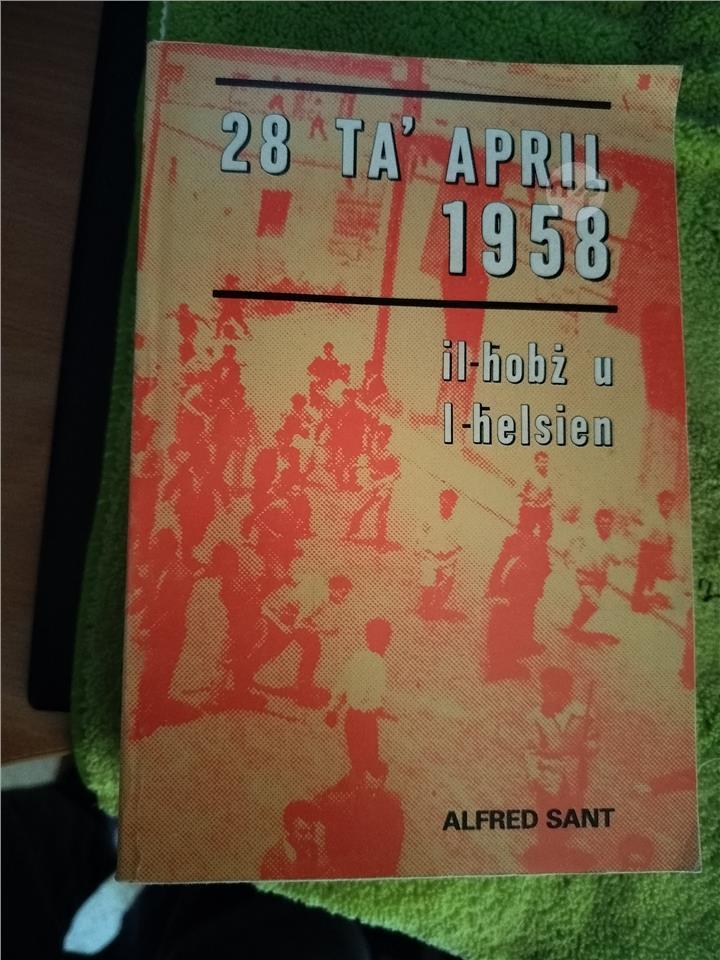 28 TA' APRIL
1958
il-ħobż u
l-ħelsien
ALFRED SANT